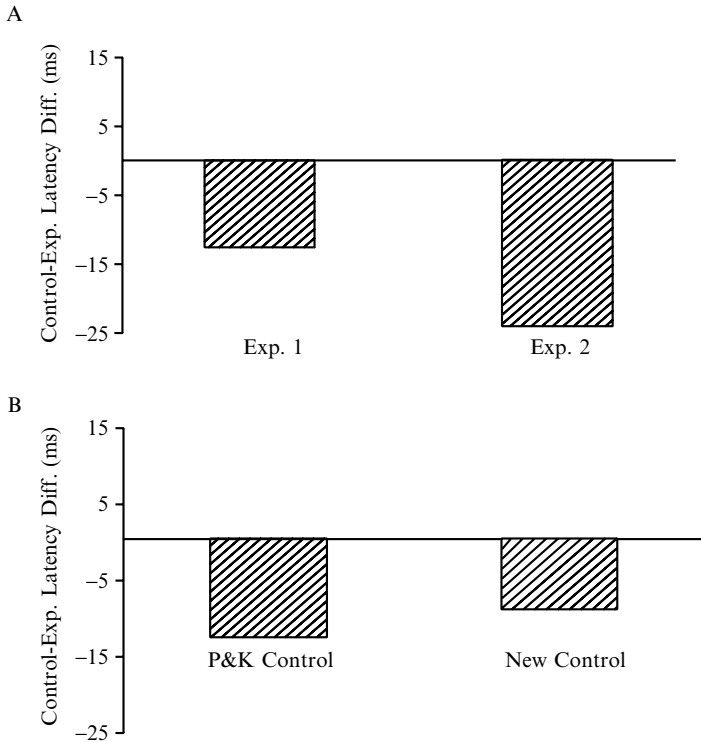 A
Control-Exp. Latency Diff. (ms)
15
5
−5
−15
−25
Exp. 1 Exp. 2
B
Control-Exp. Latency Diff. (ms)
15
5
−5
−15
−25
P&K Control New Control